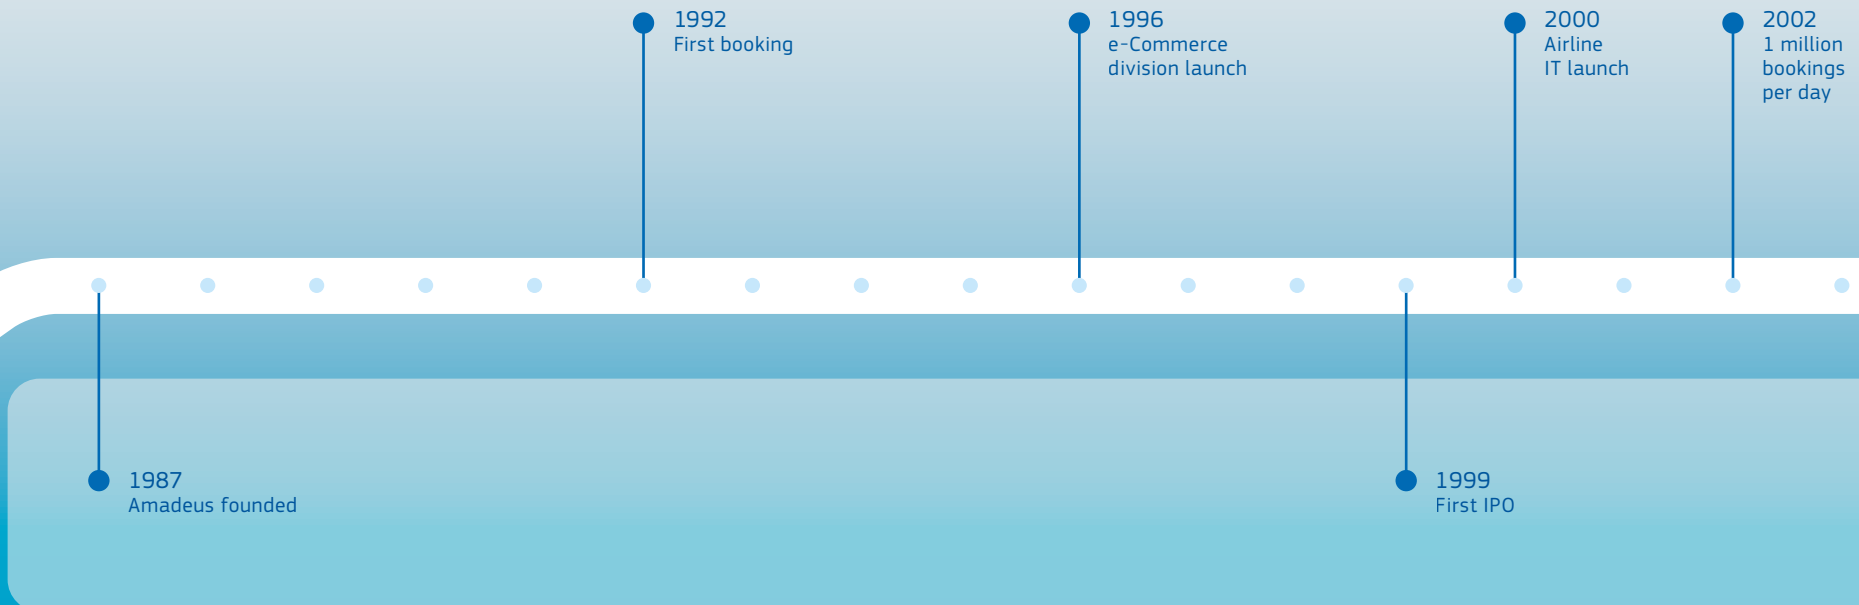 1992
First booking
1996
e-Commerce
division launch
2000
Airline
IT launch
2002
1 million
bookings
per day
1987
Amadeus founded
1999
First IPO